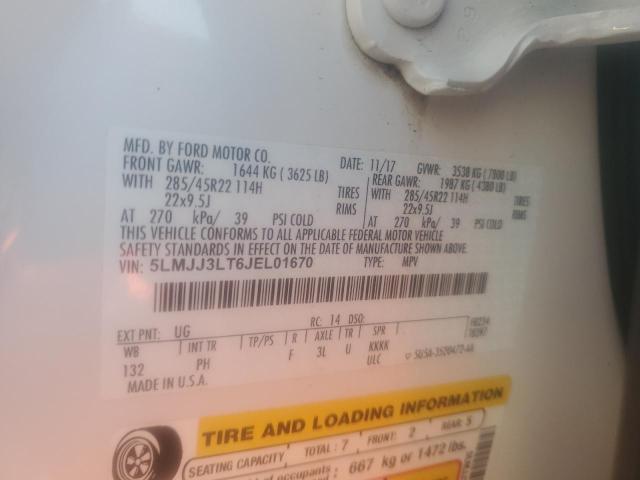 MFD. BY FORD MOTOR CO.
DATE: 11/17 GVWR: 3538 KG (7800 LB)
FRONT GAWR: 1644 KG (3625 LB) REAR GAWR: 1987 KG (4380 LB)
WITH 285/45R22 114H TIRES WITH 285/45R22 114H TIRES
22x9.5J RIMS 22x9.5J RIMS
AT 270 kPa/ 39 PSI COLD AT 270 kPa/ 39 PSI COLD
THIS VEHICLE CONFORMS TO ALL APPLICABLE FEDERAL MOTOR VEHICLE
SAFETY STANDARDS IN EFFECT ON THE DATE OF MANUFACTURE SHOWN ABOVE.
VIN: 5LMJJ3LT6JEL01670 TYPE: MPV
EXT PNT: UG RC: 14 DSO:
WB INT TR TP/PS R AXLE TR SPR
132 PH F 3L U KKKK
ULC
MADE IN U.S.A.
TIRE AND LOADING INFORMATION
SEATING CAPACITY TOTAL: 7 FRONT: 2 REAR: 5
occupants 667 kg or 1472 lbs.